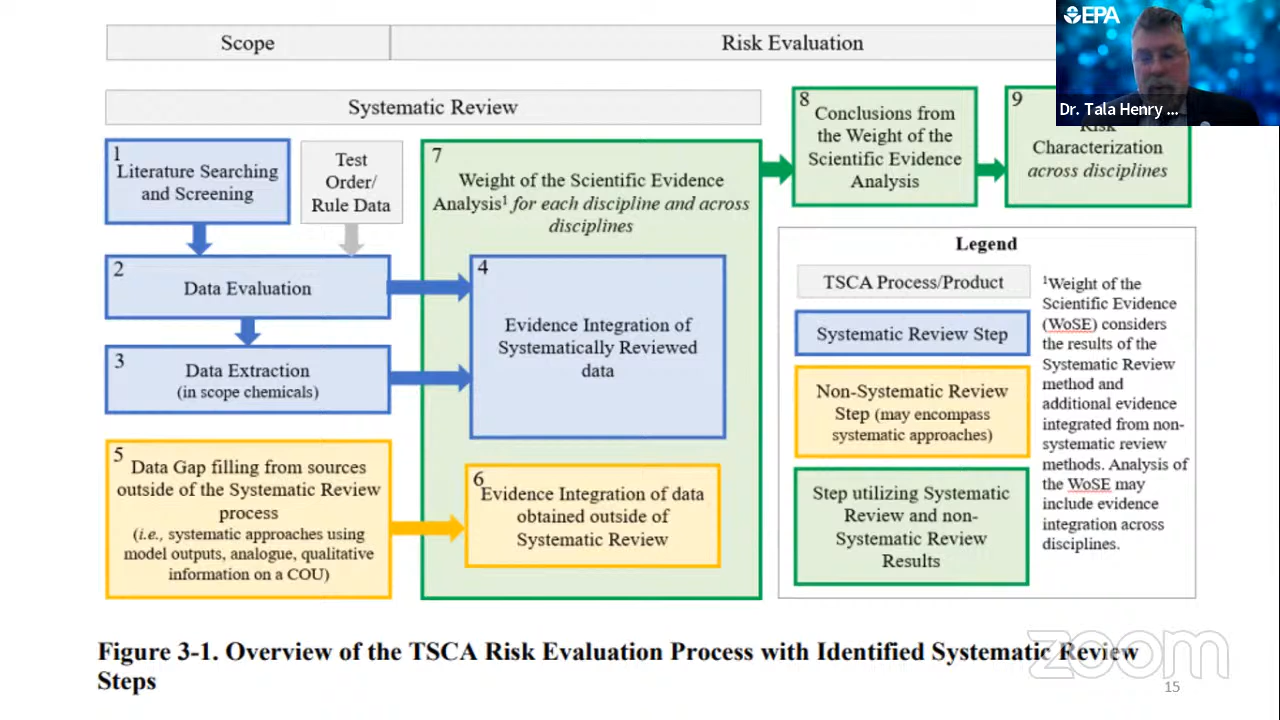 Scope
Risk Evaluation
EPA
Dr. Tala Henry ...
Systematic Review
1
Literature Searching
and Screening
Test
Order/
Rule Data
2
Data Evaluation
3
Data Extraction
(in scope chemicals)
5
Data Gap filling from sources
outside of the Systematic Review
process
(i.e., systematic approaches using
model outputs, analogue, qualitative
information on a COU)
7
Weight of the Scientific Evidence
Analysis¹ for each discipline and across
disciplines
4
Evidence Integration of
Systematically Reviewed
data
6
Evidence Integration of data
obtained outside of
Systematic Review
8
Conclusions from
the Weight of the
Scientific Evidence
Analysis
9
Risk
Characterization
across disciplines
Legend
TSCA Process/Product
Systematic Review Step
Non-Systematic Review
Step (may encompass
systematic approaches)
Step utilizing Systematic
Review and non-
Systematic Review
Results
¹Weight of the
Scientific Evidence
(WoSE) considers
the results of the
Systematic Review
method and
additional evidence
integrated from non-
systematic review
methods. Analysis of
the WoSE may
include evidence
integration across
disciplines.
Figure 3-1. Overview of the TSCA Risk Evaluation Process with Identified Systematic Review
Steps
zoom
15